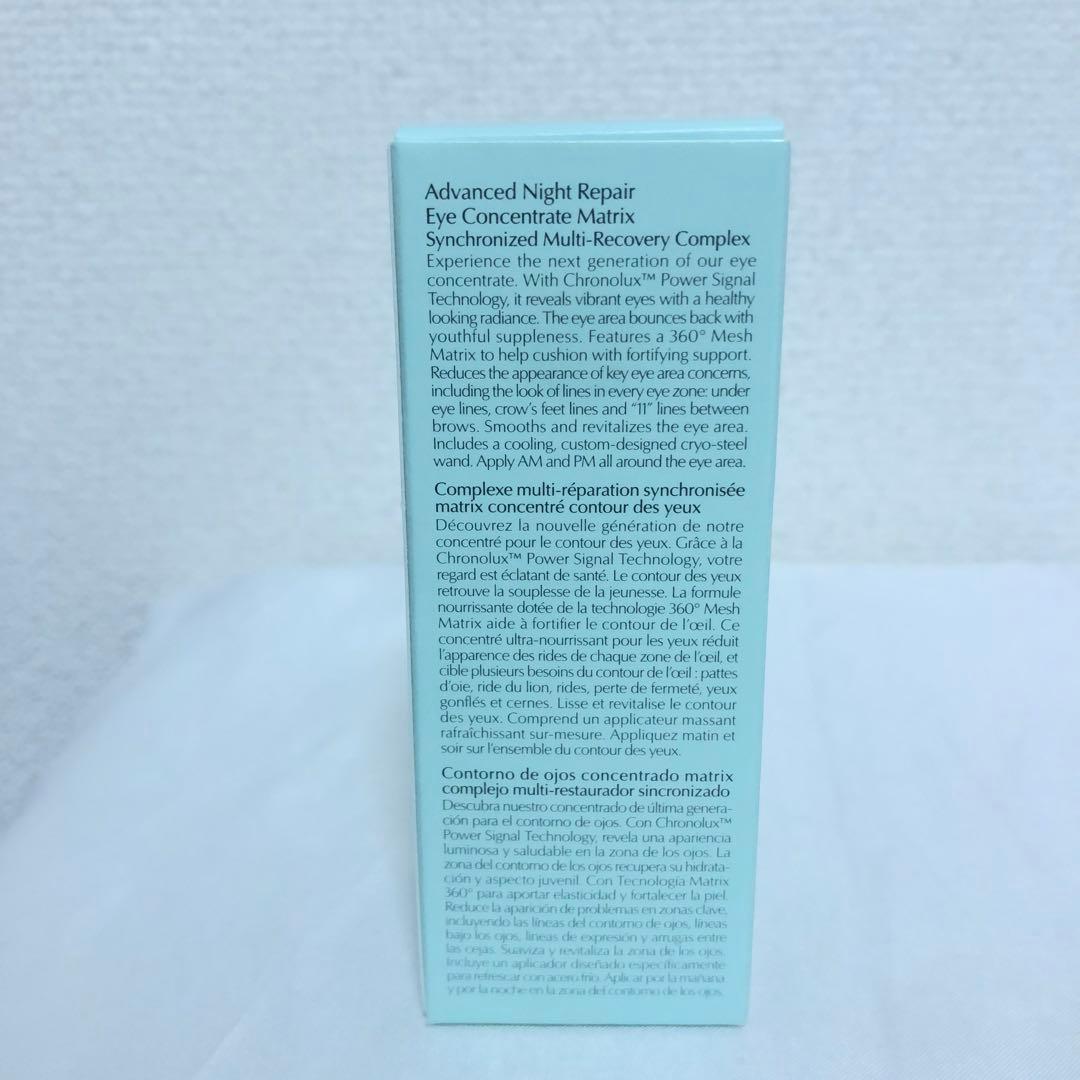 Advanced Night Repair
Eye Concentrate Matrix
Synchronized Multi-Recovery Complex
Experience the next generation of our eye
concentrate. With Chronolux™ Power Signal
Technology, it reveals vibrant eyes with a healthy
looking radiance. The eye area bounces back with
youthful suppleness. Features a 360° Mesh
Matrix to help cushion with fortifying support.
Reduces the appearance of key eye area concerns,
including the look of lines in every eye zone: under
eye lines, crow's feet lines and "11" lines between
brows. Smooths and revitalizes the eye area.
Includes a cooling, custom-designed cryo-steel
wand. Apply AM and PM all around the eye area.
Complexe multi-réparation synchronisée
matrix concentré contour des yeux
Découvrez la nouvelle génération de notre
concentré pour le contour des yeux. Grâce à la
Chronolux™ Power Signal Technology, votre
regard est éclatant de santé. Le contour des yeux
retrouve la souplesse de la jeunesse. La formule
nourrissante dotée de la technologie 360° Mesh
Matrix aide à fortifier le contour de l'œil. Ce
concentré ultra-nourrissant pour les yeux réduit
l'apparence des rides de chaque zone de l'œil, et
cible plusieurs besoins du contour de l'œil : pattes
d'oie, ride du lion, rides, perte de fermeté, yeux
gonflés et cernes. Lisse et revitalise le contour
des yeux. Comprend un applicateur massant
rafraîchissant sur-mesure. Appliquez matin et
soir sur l'ensemble du contour des yeux.
Contorno de ojos concentrado matrix
complejo multi-restaurador sincronizado
Descubra nuestro concentrado de última genera-
ción para el contorno de ojos. Con Chronolux™
Power Signal Technology, revela una apariencia
luminosa y saludable en la zona de los ojos. La
zona del contorno de los ojos recupera su hidrata-
ción y aspecto juvenil. Con Tecnología Matrix
360° para aportar elasticidad y fortalecer la piel.
Reduce la aparición de problemas en zonas clave,
incluyendo las líneas del contorno de ojos, líneas
bajo los ojos, líneas de expresión y arrugas entre
las cejas. Suaviza y revitaliza la zona de los ojos.
Incluye un aplicador diseñado específicamente
para refrescar con acero frío. Aplicar por la mañana
y por la noche en la zona del contorno de los ojos.